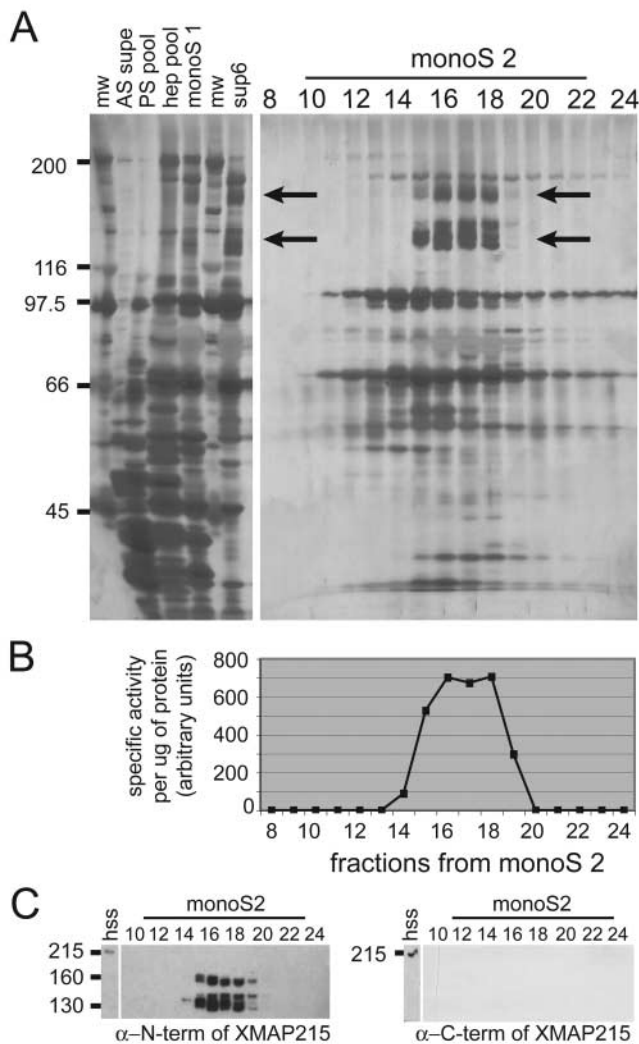 A
mw
AS supe
PS pool
hep pool
monoS 1
mw
sup6
monoS 2
8 10 12 14 16 18 20 22 24
200
116
97.5
66
45
B
specific activity
per ug of protein
(arbitrary units)
800
600
400
200
0
8 10 12 14 16 18 20 22 24
fractions from monoS 2
C
hss
monoS2
10 12 14 16 18 20 22 24
215
160
130
α–N-term of XMAP215
hss
monoS2
10 12 14 16 18 20 22 24
215
α–C-term of XMAP215